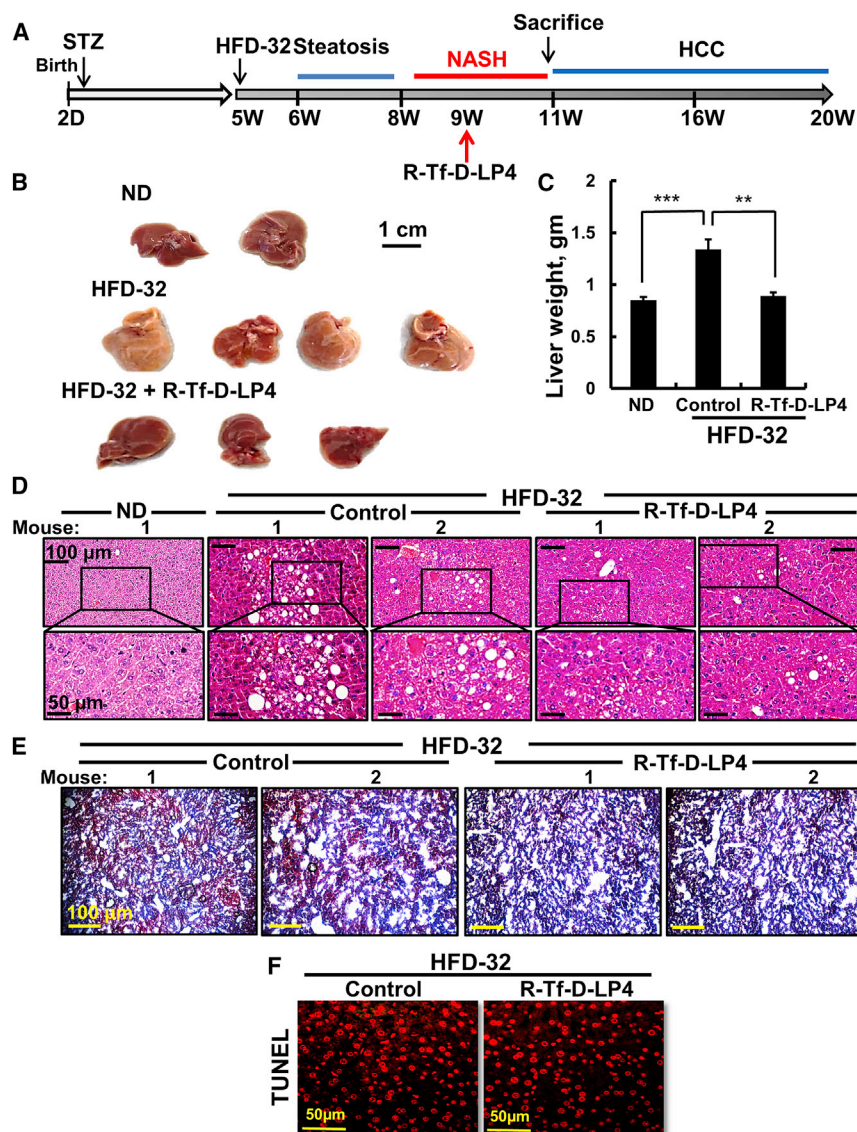 A
STZ
Birth
HFD-32 Steatosis
NASH
Sacrifice
HCC
2D
5W
6W
8W
9W
11W
16W
20W
R-Tf-D-LP4
B
ND
1 cm
HFD-32
HFD-32 + R-Tf-D-LP4
C
Liver weight, gm
2
1.5
1
0.5
0
***
**
ND
Control
R-Tf-D-LP4
HFD-32
D
HFD-32
ND
Control
R-Tf-D-LP4
Mouse: 1 1 2 1 2
100 µm
50 µm
E
HFD-32
Control
R-Tf-D-LP4
Mouse: 1 2 1 2
100 µm
F
HFD-32
Control
R-Tf-D-LP4
TUNEL
50µm
50µm